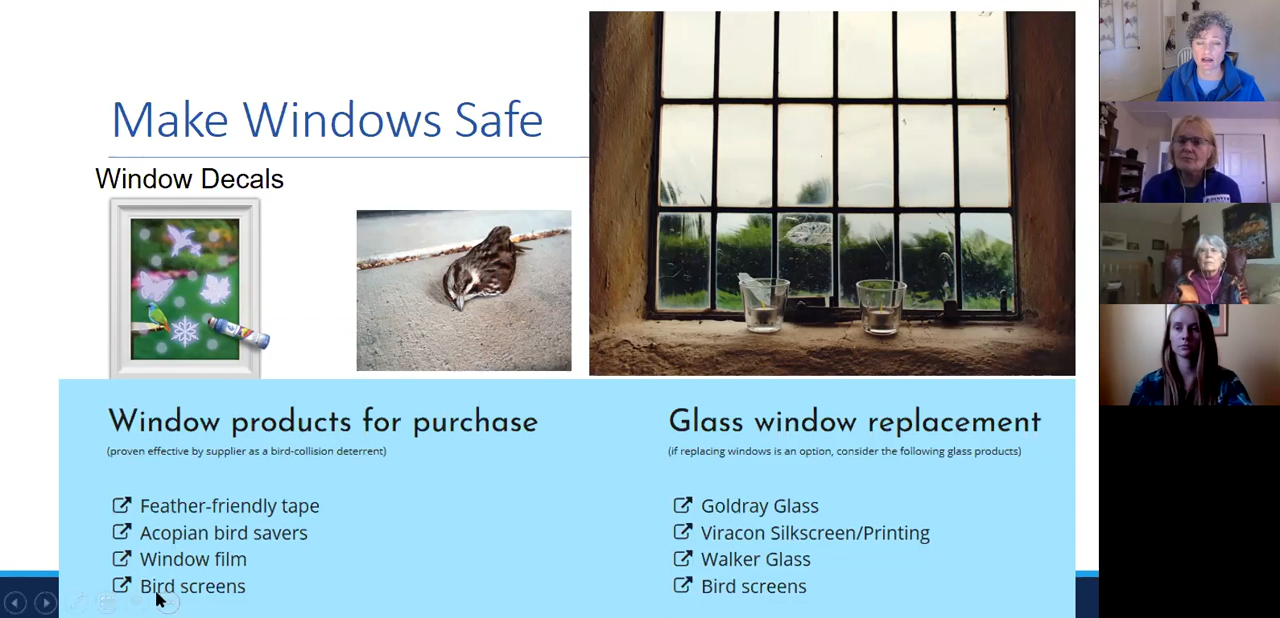 Make Windows Safe
Window Decals
Window products for purchase
(proven effective by supplier as a bird-collision deterrent)
Feather-friendly tape
Acopian bird savers
Window film
Bird screens
Glass window replacement
(if replacing windows is an option, consider the following glass products)
Goldray Glass
Viracon Silkscreen/Printing
Walker Glass
Bird screens